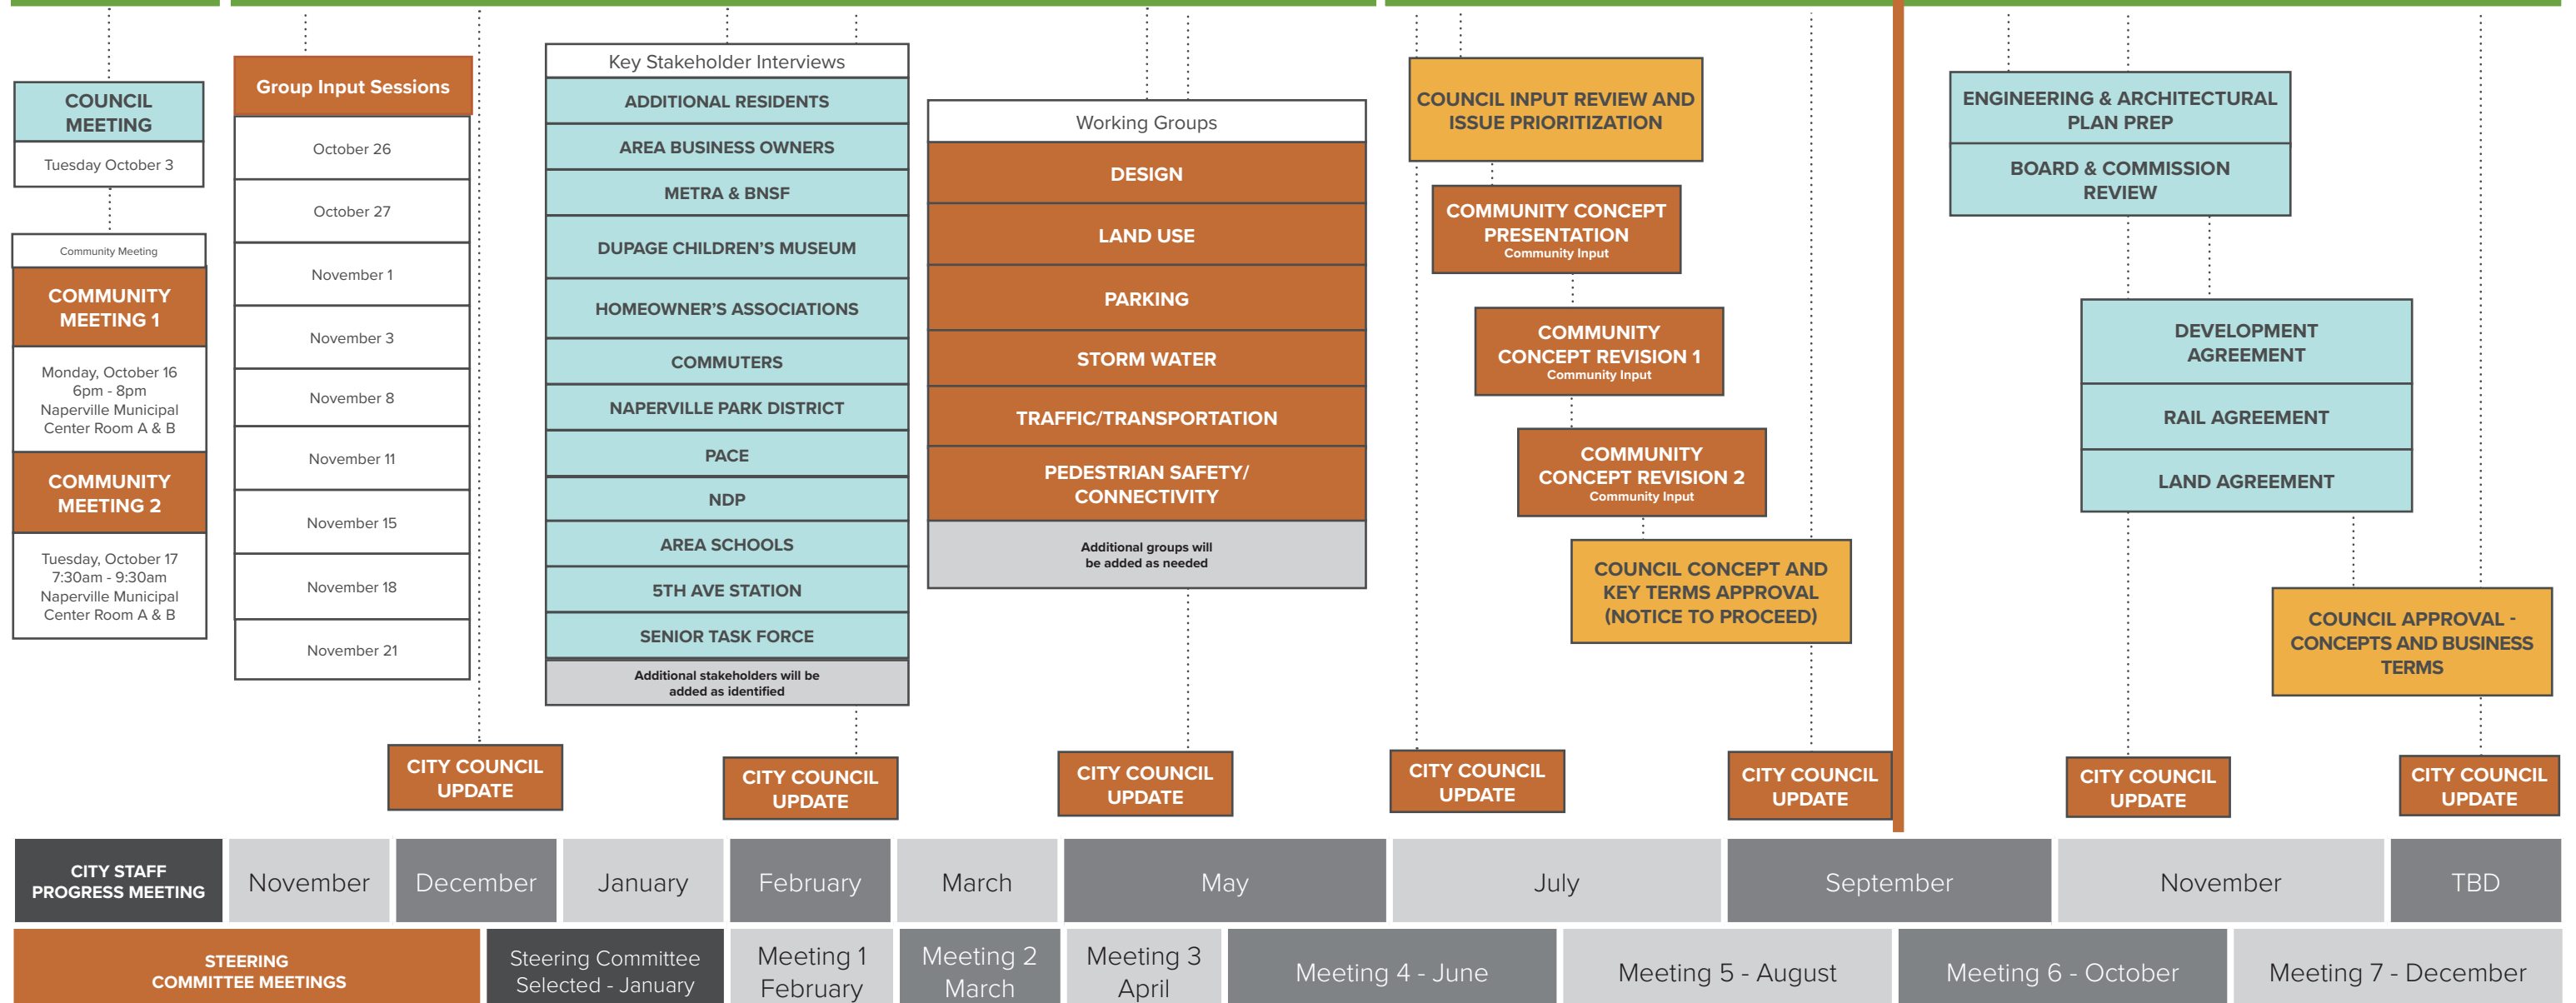 COUNCIL
MEETING
Tuesday October 3
Community Meeting
COMMUNITY
MEETING 1
Monday, October 16
6pm - 8pm
Naperville Municipal
Center Room A & B
COMMUNITY
MEETING 2
Tuesday, October 17
7:30am - 9:30am
Naperville Municipal
Center Room A & B
Group Input Sessions
October 26
October 27
November 1
November 3
November 8
November 11
November 15
November 18
November 21
Key Stakeholder Interviews
ADDITIONAL RESIDENTS
AREA BUSINESS OWNERS
METRA & BNSF
DUPAGE CHILDREN'S MUSEUM
HOMEOWNER'S ASSOCIATIONS
COMMUTERS
NAPERVILLE PARK DISTRICT
PACE
NDP
AREA SCHOOLS
5TH AVE STATION
SENIOR TASK FORCE
Additional stakeholders will be
added as identified
Working Groups
DESIGN
LAND USE
PARKING
STORM WATER
TRAFFIC/TRANSPORTATION
PEDESTRIAN SAFETY/
CONNECTIVITY
Additional groups will
be added as needed
COUNCIL INPUT REVIEW AND
ISSUE PRIORITIZATION
COMMUNITY CONCEPT
PRESENTATION
Community Input
COMMUNITY
CONCEPT REVISION 1
Community Input
COMMUNITY
CONCEPT REVISION 2
Community Input
COUNCIL CONCEPT AND
KEY TERMS APPROVAL
(NOTICE TO PROCEED)
ENGINEERING & ARCHITECTURAL
PLAN PREP
BOARD & COMMISSION
REVIEW
DEVELOPMENT
AGREEMENT
RAIL AGREEMENT
LAND AGREEMENT
COUNCIL APPROVAL -
CONCEPTS AND BUSINESS
TERMS
CITY COUNCIL
UPDATE
CITY COUNCIL
UPDATE
CITY COUNCIL
UPDATE
CITY COUNCIL
UPDATE
CITY COUNCIL
UPDATE
CITY COUNCIL
UPDATE
CITY COUNCIL
UPDATE
CITY STAFF
PROGRESS MEETING
November
December
January
February
March
May
July
September
November
TBD
STEERING
COMMITTEE MEETINGS
Steering Committee
Selected - January
Meeting 1
February
Meeting 2
March
Meeting 3
April
Meeting 4 - June
Meeting 5 - August
Meeting 6 - October
Meeting 7 - December